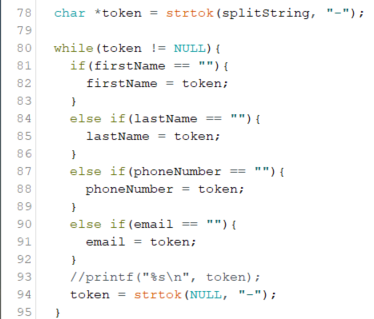 78 char *token = strtok(splitString, "-");
79
80 while(token != NULL){
81 if(firstName == ""){
82 firstName = token;
83 }
84 else if(lastName == ""){
85 lastName = token;
86 }
87 else if(phoneNumber == ""){
88 phoneNumber = token;
89 }
90 else if(email == ""){
91 email = token;
92 }
93 //printf("%s\n", token);
94 token = strtok(NULL, "-");
95 }